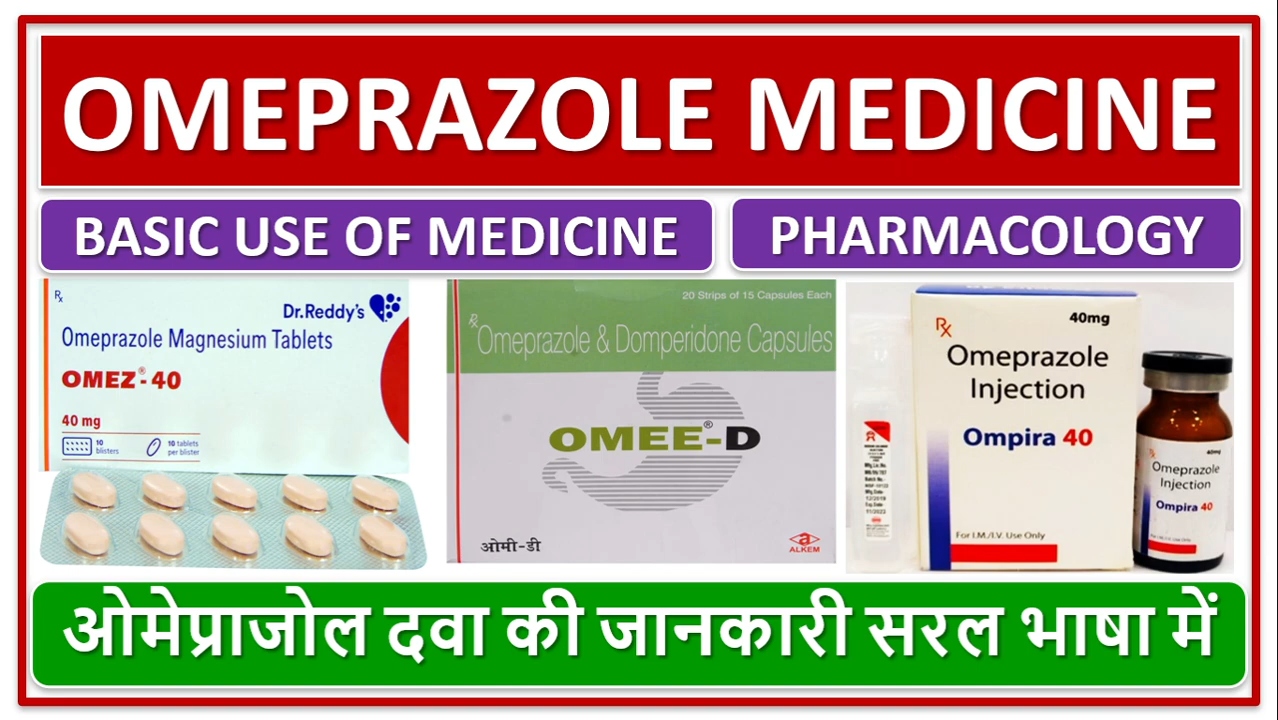 OMEPRAZOLE MEDICINE
BASIC USE OF MEDICINE
PHARMACOLOGY
Rx
Dr.Reddy's
Omeprazole Magnesium Tablets
OMEZ®-40
40 mg
10 blisters
10 tablets per blister
20 Strips of 15 Capsules Each
Rx
Omeprazole & Domperidone Capsules
OMEE®-D
ओमी-डी
a
ALKEM
Rx
40mg
Omeprazole
Injection
Ompira 40
For I.M./I.V. Use Only
40mg
Rx
Omeprazole
Injection
Ompira 40
ओमेप्राजोल दवा की जानकारी सरल भाषा में